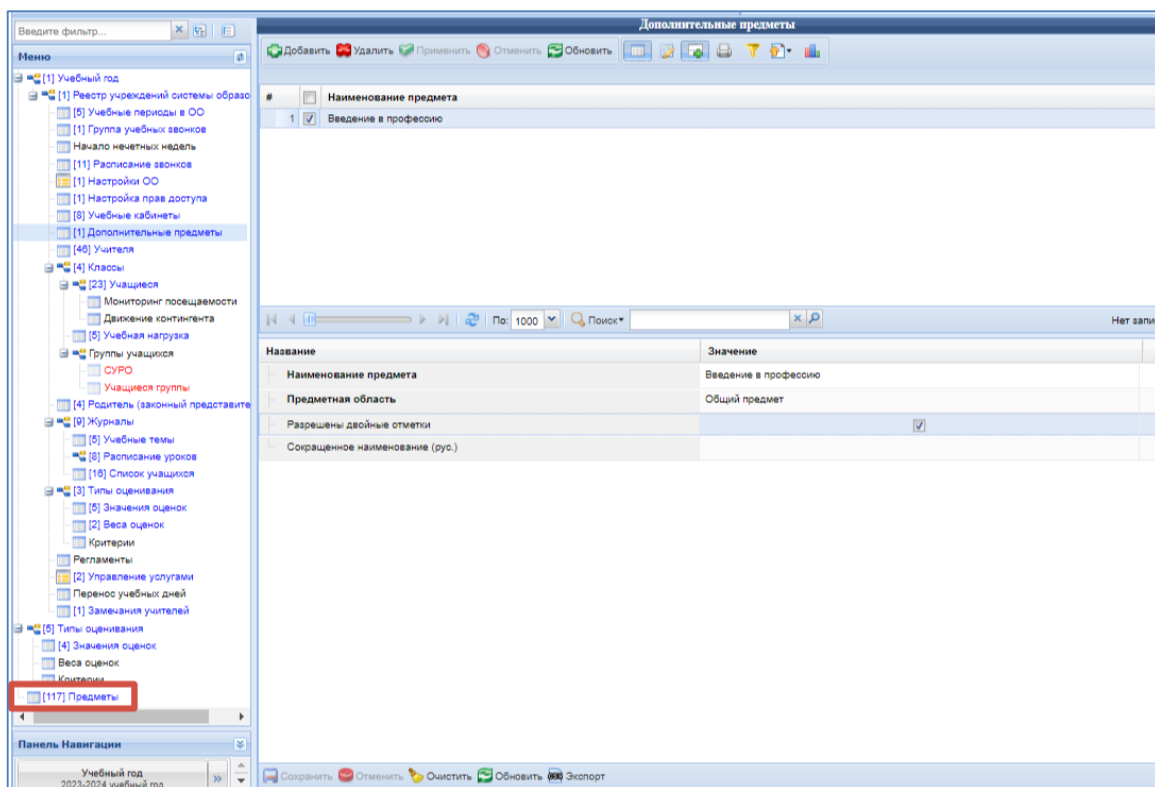 Дополнительные предметы
Введите фильтр...
Меню
[1] Учебный год
[1] Реестр учреждений системы образо
[5] Учебные периоды в ОО
[1] Группа учебных звонков
Начало нечетных недель
[11] Расписание звонков
[1] Настройки ОО
[1] Настройка прав доступа
[8] Учебные кабинеты
[1] Дополнительные предметы
[46] Учителя
[4] Классы
[23] Учащиеся
Мониторинг посещаемости
Движение контингента
[5] Учебная нагрузка
Группы учащихся
СУРО
Учащиеся группы
[4] Родитель (законный представите
[9] Журналы
[5] Учебные темы
[8] Расписание уроков
[16] Список учащихся
[3] Типы оценивания
[5] Значения оценок
[2] Веса оценок
Критерии
Регламенты
[2] Управление услугами
Перенос учебных дней
[1] Замечания учителей
[5] Типы оценивания
[4] Значения оценок
Веса оценок
Критерии
[117] Предметы
Панель Навигации
Учебный год
2023-2024 учебный год
Добавить Удалить Применить Отменить Обновить
# Наименование предмета
1 Введение в профессию
По: 1000 Поиск Нет запи
Название Значение
Наименование предмета Введение в профессию
Предметная область Общий предмет
Разрешены двойные отметки
Сокращенное наименование (рус.)
Сохранить Отменить Очистить Обновить Экспорт